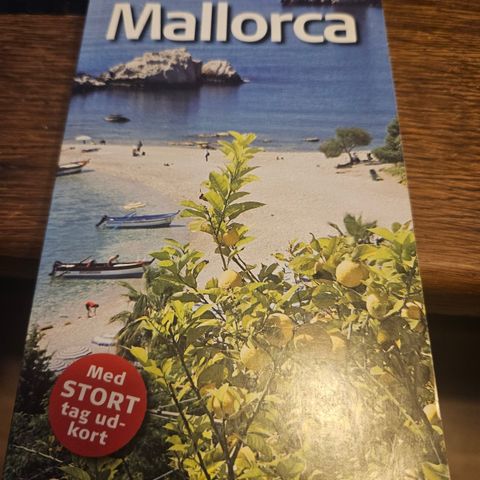 Mallorca
Med
STORT
tag ud-
kort